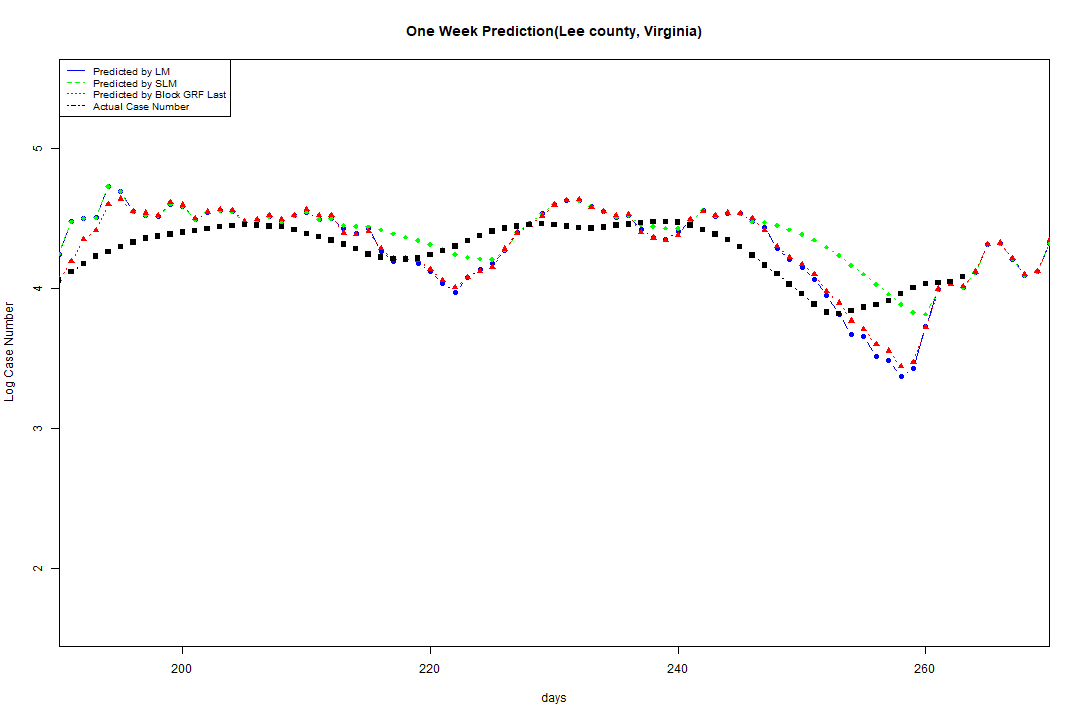 One Week Prediction(Lee county, Virginia)
Predicted by LM
Predicted by SLM
Predicted by Block GRF Last
Actual Case Number
5
4
3
2
Log Case Number
200 220 240 260
days